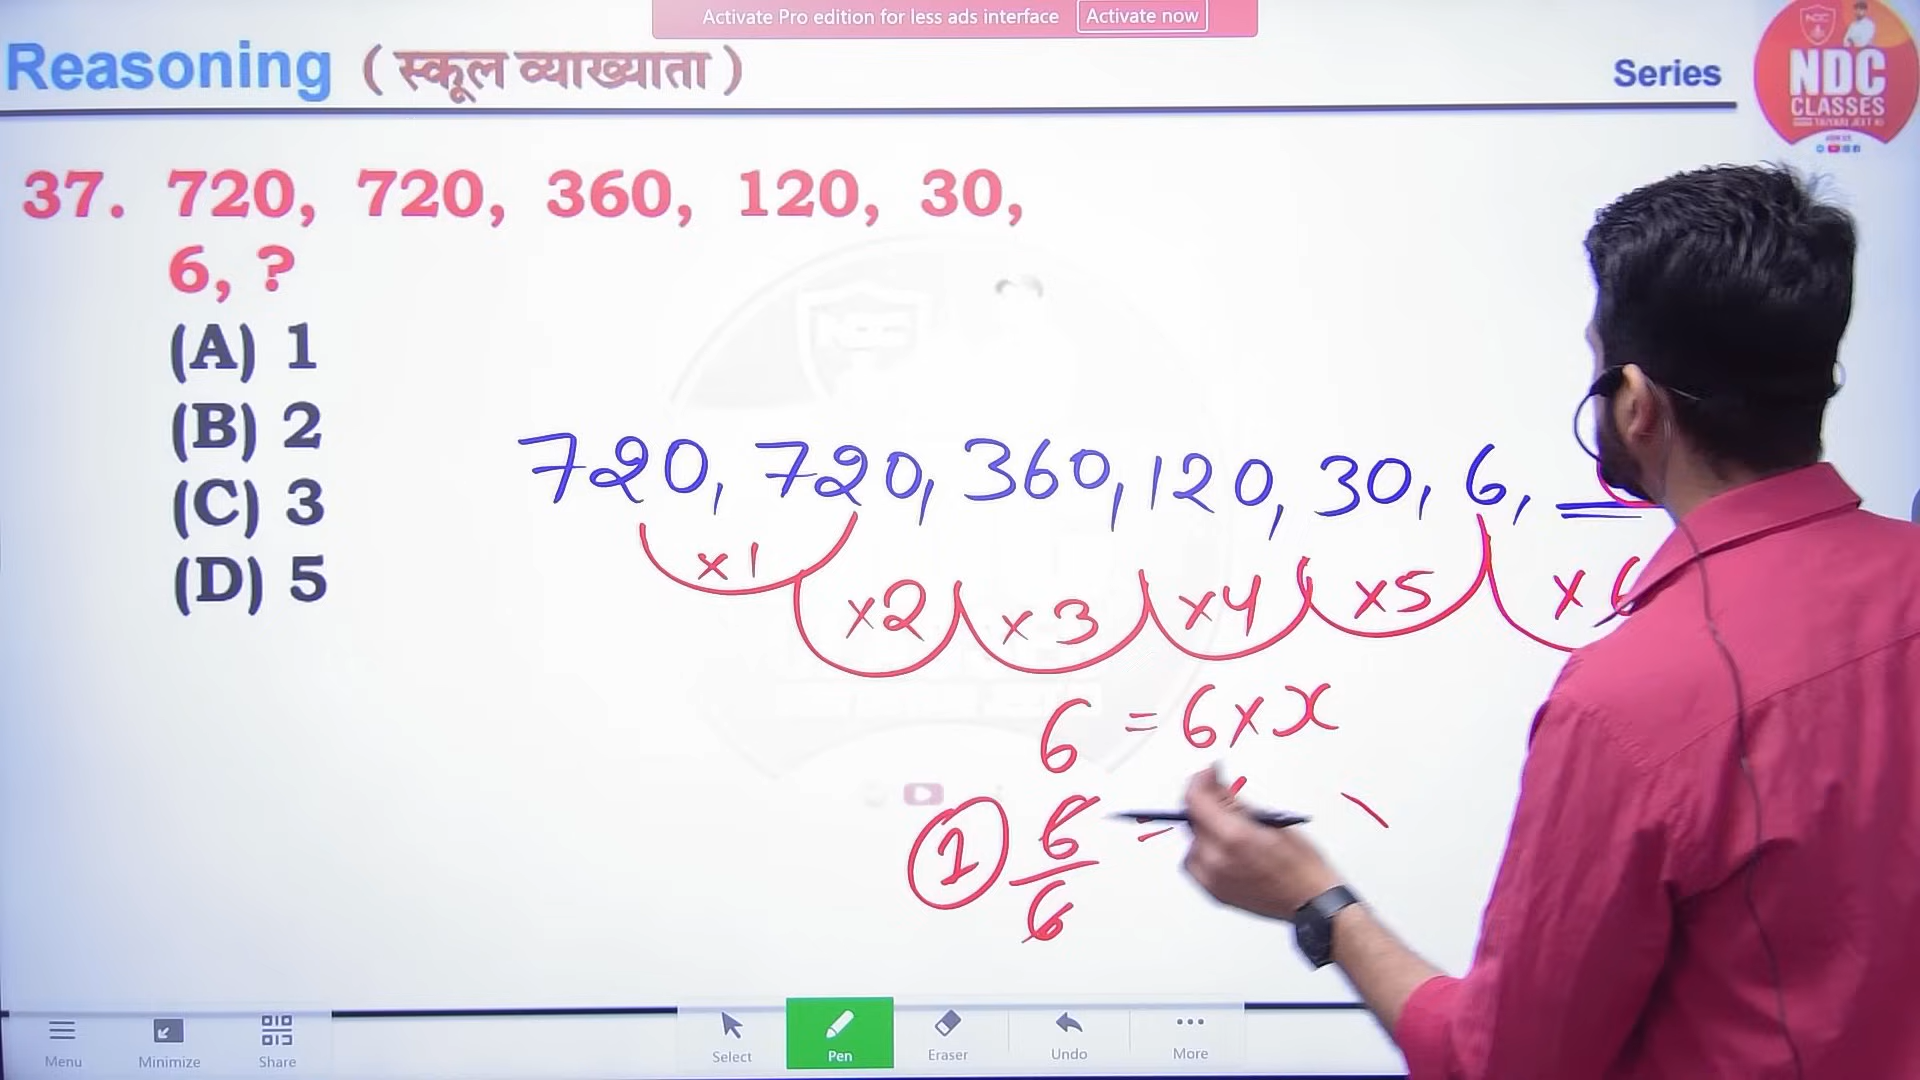 Activate Pro edition for less ads interface Activate now
Reasoning ( स्कूल व्याख्याता )
Series
NDC
CLASSES
37. 720, 720, 360, 120, 30,
6, ?
(A) 1
(B) 2
(C) 3
(D) 5
720, 720, 360, 120, 30, 6,
×1
×2 ×3 ×4 ×5 ×6
6 = 6×x
1 6 =
6
Menu Minimize Share Select Pen Eraser Undo More